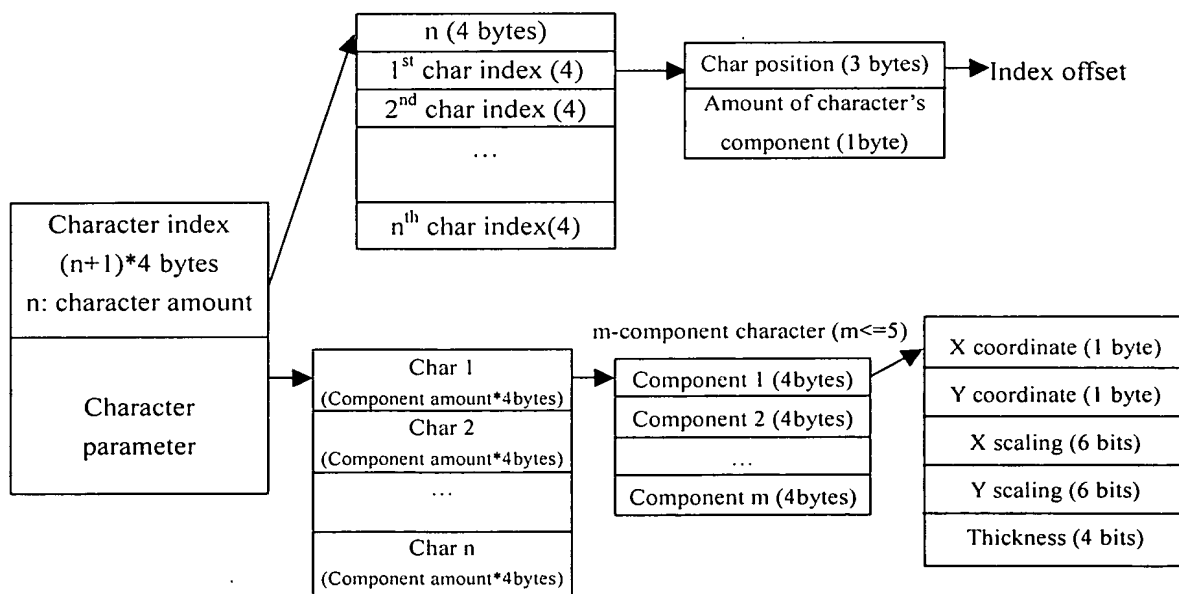 n (4 bytes)
1st char index (4)
2nd char index (4)
...
nth char index(4)
Char position (3 bytes)
Amount of character's
component (1byte)
Index offset
Character index
(n+1)*4 bytes
n: character amount
Character
parameter
Char 1
(Component amount*4bytes)
Char 2
(Component amount*4bytes)
...
Char n
(Component amount*4bytes)
m-component character (m<=5)
Component 1 (4bytes)
Component 2 (4bytes)
...
Component m (4bytes)
X coordinate (1 byte)
Y coordinate (1 byte)
X scaling (6 bits)
Y scaling (6 bits)
Thickness (4 bits)